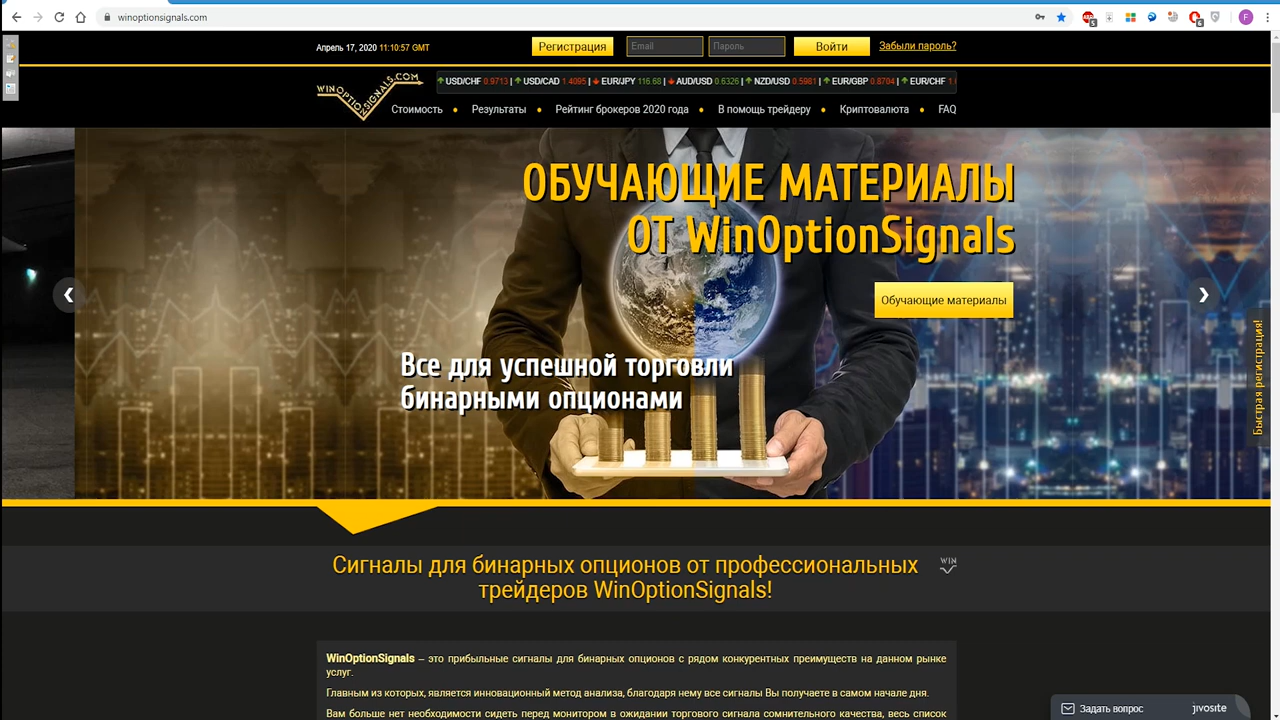 winoptionsignals.com
Апрель 17, 2020 11:10:57 GMT
Регистрация
Email
Пароль
Войти
Забыли пароль?
WINOPTIONSIGNALS.COM
USD/CHF 0.9713 | USD/CAD 1.4095 | EUR/JPY 116.68 | AUD/USD 0.6326 | NZD/USD 0.5981 | EUR/GBP 0.8704 | EUR/CHF 1.
Стоимость • Результаты • Рейтинг брокеров 2020 года • В помощь трейдеру • Криптовалюта • FAQ
ОБУЧАЮЩИЕ МАТЕРИАЛЫ
ОТ WinOptionSignals
Обучающие материалы
Все для успешной торговли
бинарными опционами
Быстрая регистрация!
Сигналы для бинарных опционов от профессиональных
трейдеров WinOptionSignals!
WIN
WinOptionSignals – это прибыльные сигналы для бинарных опционов с рядом конкурентных преимуществ на данном рынке
услуг.
Главным из которых, является инновационный метод анализа, благодаря нему все сигналы Вы получаете в самом начале дня.
Вам больше нет необходимости сидеть перед монитором в ожидании торгового сигнала сомнительного качества, весь список
Задать вопрос
jivosite